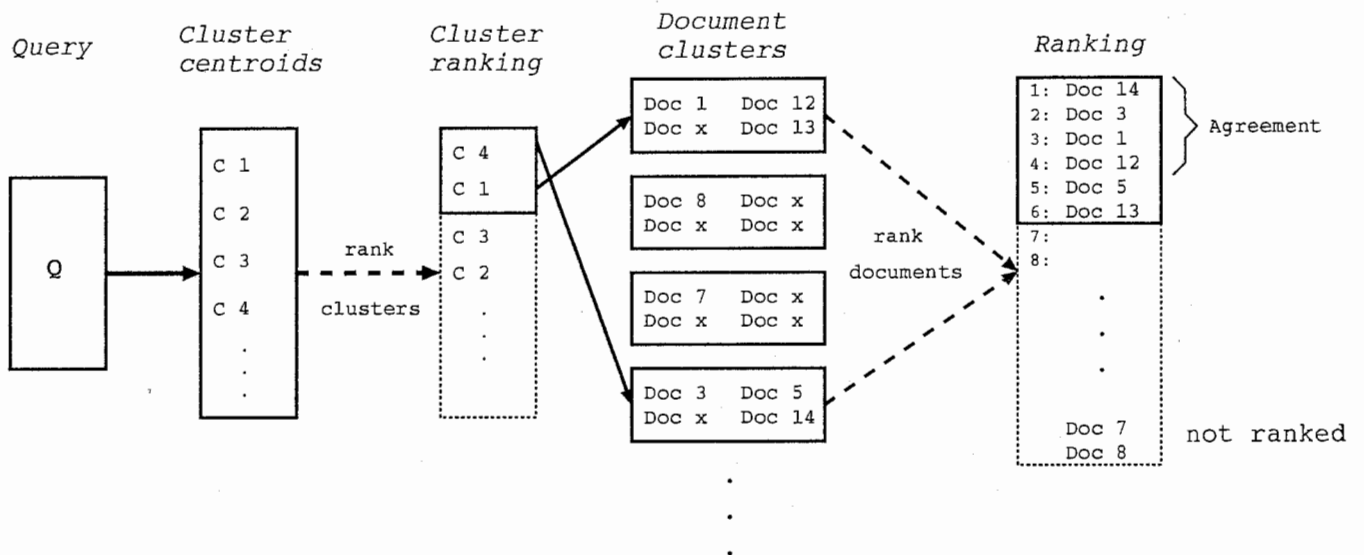 Query
Cluster
centroids
Cluster
ranking
Document
clusters
Ranking
Q
C 1
C 2
C 3
C 4
.
.
.
rank
clusters
C 4
C 1
C 3
C 2
.
.
.
Doc 1 Doc 12
Doc x Doc 13
Doc 8 Doc x
Doc x Doc x
Doc 7 Doc x
Doc x Doc x
Doc 3 Doc 5
Doc x Doc 14
.
.
.
rank
documents
1: Doc 14
2: Doc 3
3: Doc 1
4: Doc 12
5: Doc 5
6: Doc 13
7:
8:
.
.
.
Doc 7
Doc 8
Agreement
not ranked